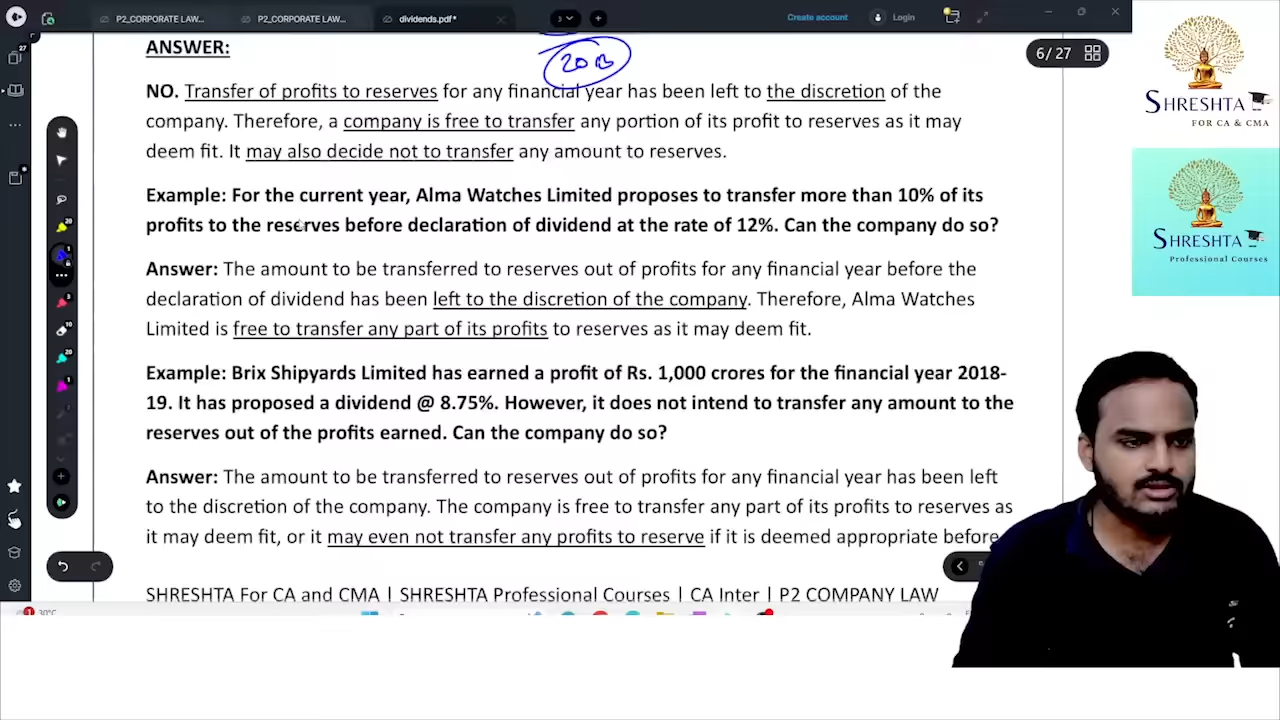 P2_CORPORATE LAW...
P2_CORPORATE LAW...
dividends.pdf*
3
Create account
Login
27
ANSWER:
20B
6/ 27
NO. Transfer of profits to reserves for any financial year has been left to the discretion of the
company. Therefore, a company is free to transfer any portion of its profit to reserves as it may
deem fit. It may also decide not to transfer any amount to reserves.
Example: For the current year, Alma Watches Limited proposes to transfer more than 10% of its
profits to the reserves before declaration of dividend at the rate of 12%. Can the company do so?
Answer: The amount to be transferred to reserves out of profits for any financial year before the
declaration of dividend has been left to the discretion of the company. Therefore, Alma Watches
Limited is free to transfer any part of its profits to reserves as it may deem fit.
Example: Brix Shipyards Limited has earned a profit of Rs. 1,000 crores for the financial year 2018-
19. It has proposed a dividend @ 8.75%. However, it does not intend to transfer any amount to the
reserves out of the profits earned. Can the company do so?
Answer: The amount to be transferred to reserves out of profits for any financial year has been left
to the discretion of the company. The company is free to transfer any part of its profits to reserves as
it may deem fit, or it may even not transfer any profits to reserve if it is deemed appropriate before
SHRESHTA For CA and CMA | SHRESHTA Professional Courses | CA Inter | P2 COMPANY LAW
30°C
SHRESHTA
FOR CA & CMA
SHRESHTA
Professional Courses